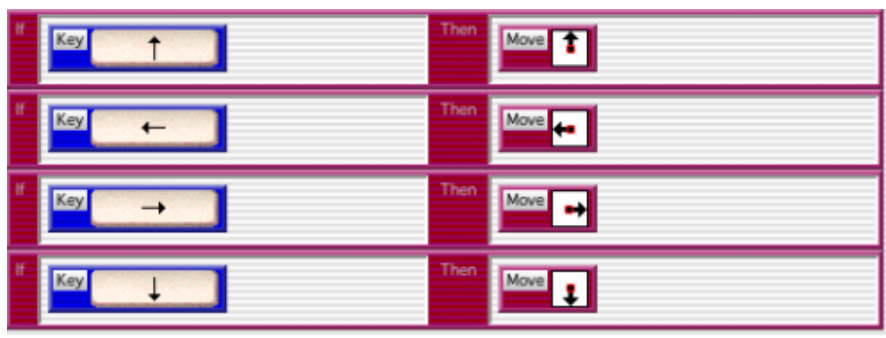 If Key ↑ Then Move
If Key ← Then Move
If Key → Then Move
If Key ↓ Then Move